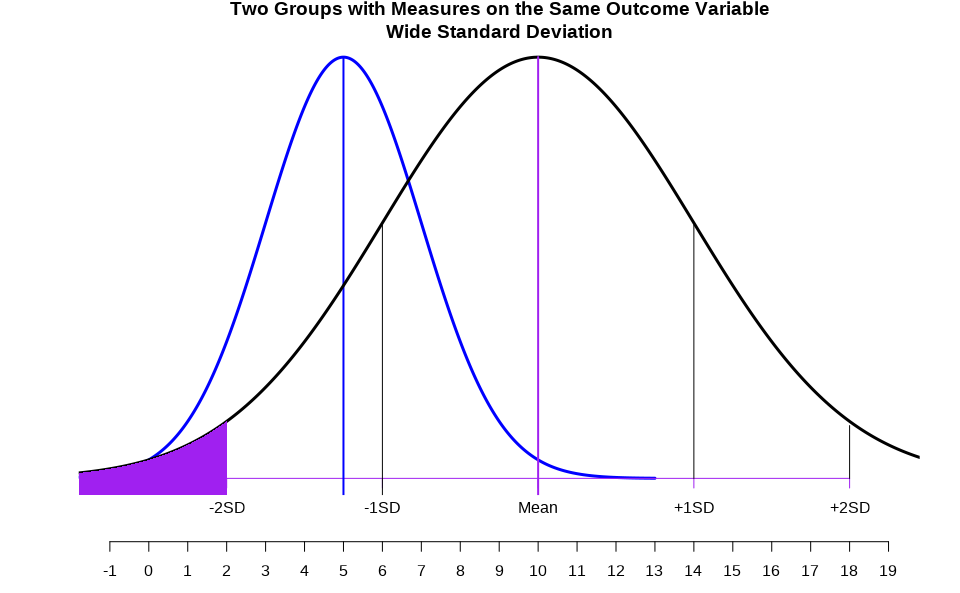 Two Groups with Measures on the Same Outcome Variable
Wide Standard Deviation
-2SD -1SD Mean +1SD +2SD
-1 0 1 2 3 4 5 6 7 8 9 10 11 12 13 14 15 16 17 18 19